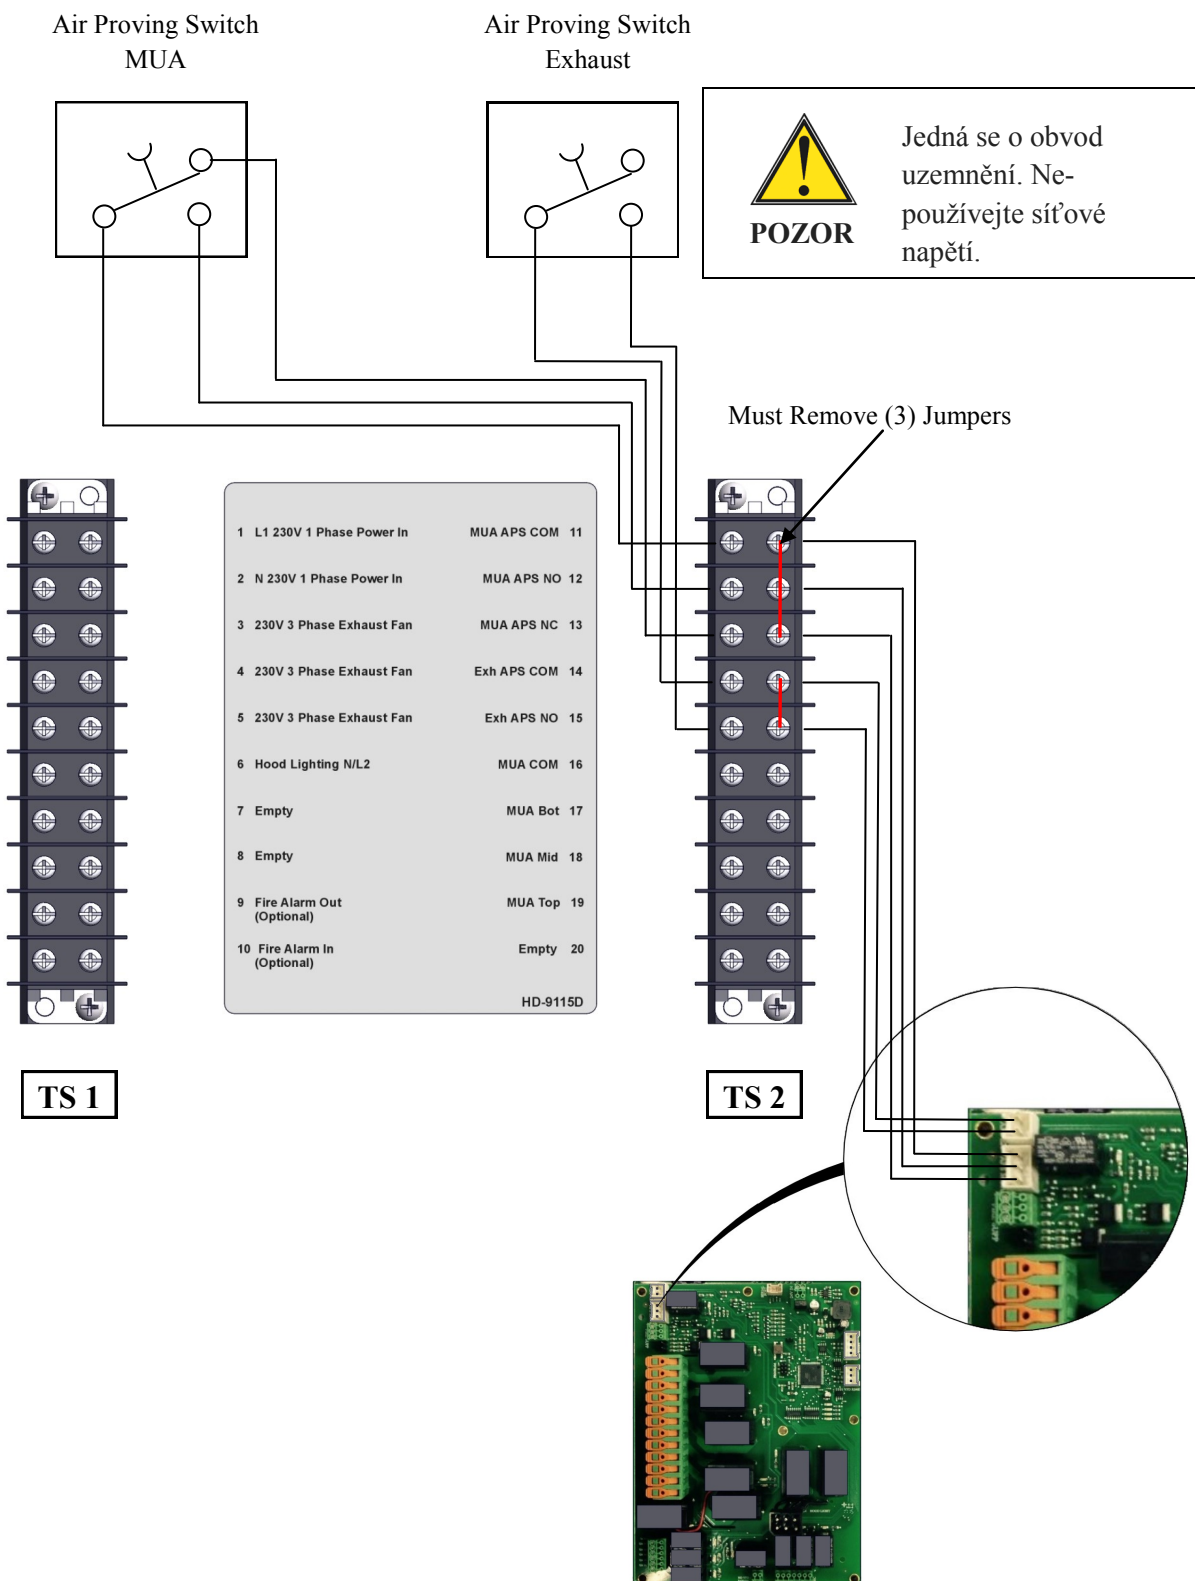 Air Proving Switch
MUA
Air Proving Switch
Exhaust
POZOR
Jedná se o obvod
uzemnění. Ne-
používejte síťové
napětí.
Must Remove (3) Jumpers
1 L1 230V 1 Phase Power In
2 N 230V 1 Phase Power In
3 230V 3 Phase Exhaust Fan
4 230V 3 Phase Exhaust Fan
5 230V 3 Phase Exhaust Fan
6 Hood Lighting N/L2
7 Empty
8 Empty
9 Fire Alarm Out
(Optional)
10 Fire Alarm In
(Optional)
MUA APS COM 11
MUA APS NO 12
MUA APS NC 13
Exh APS COM 14
Exh APS NO 15
MUA COM 16
MUA Bot 17
MUA Mid 18
MUA Top 19
Empty 20
HD-9115D
TS 1
TS 2